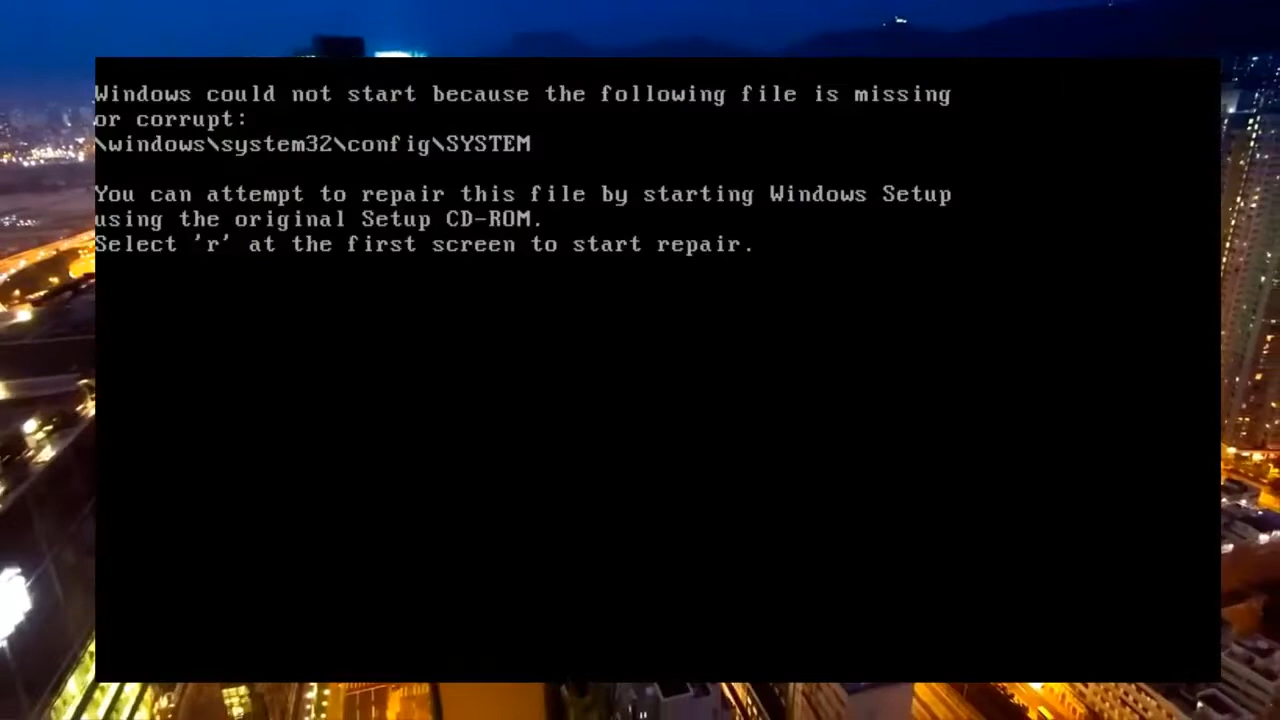 Windows could not start because the following file is missing
or corrupt:
\windows\system32\config\SYSTEM
You can attempt to repair this file by starting Windows Setup
using the original Setup CD-ROM.
Select 'r' at the first screen to start repair.